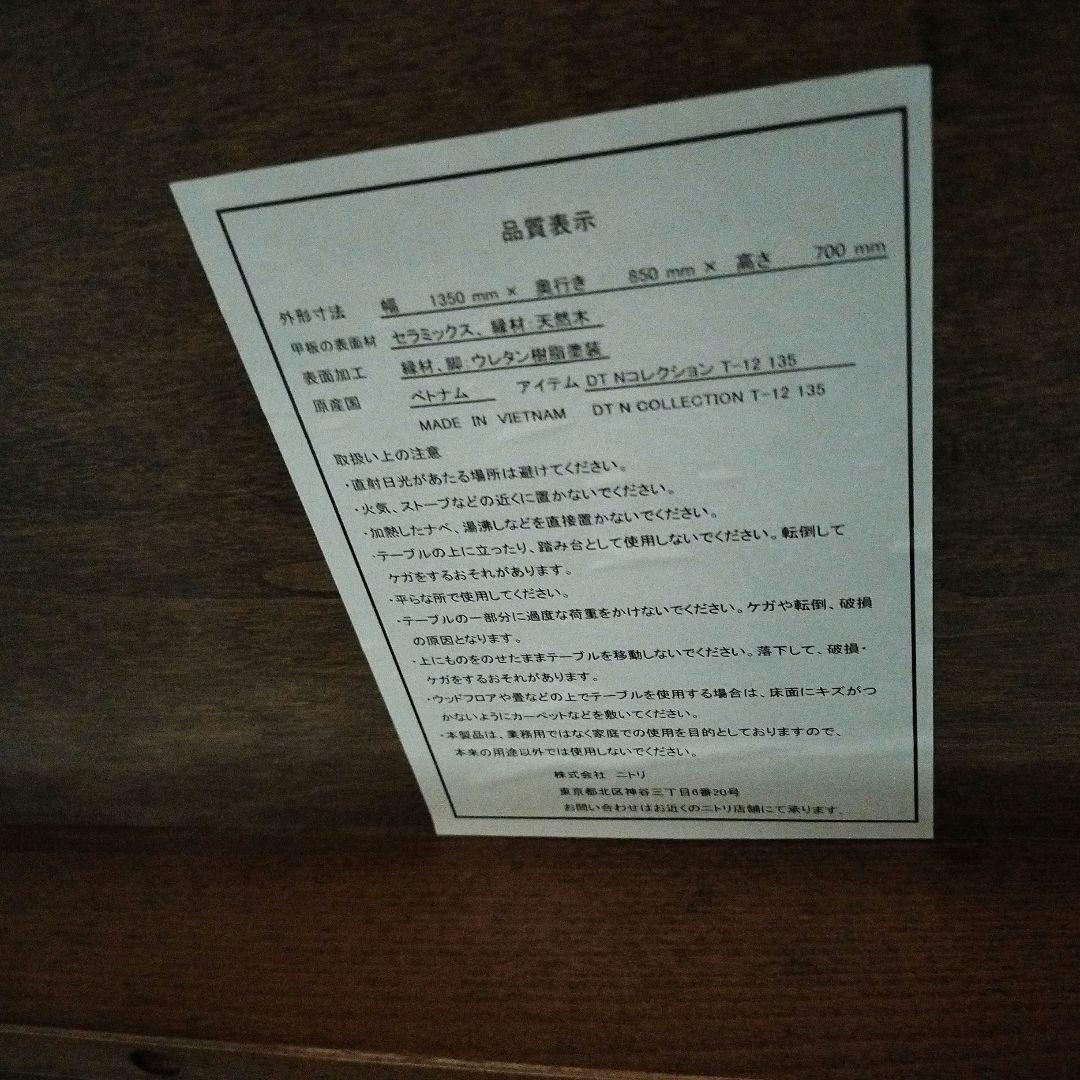 品質表示
外形寸法 幅 1350 mm × 奥行き 850 mm × 高さ 700 mm
甲板の表面材 セラミックス、縁材:天然木
表面加工 縁材、脚:ウレタン樹脂塗装
原産国 ベトナム アイテム DT Nコレクション T-12 135
MADE IN VIETNAM DT N COLLECTION T-12 135
取扱い上の注意
・直射日光があたる場所は避けてください。
・火気、ストーブなどの近くに置かないでください。
・加熱したナベ、湯沸しなどを直接置かないでください。
・テーブルの上に立ったり、踏み台として使用しないでください。転倒して
ケガをするおそれがあります。
・平らな所で使用してください。
・テーブルの一部分に過度な荷重をかけないでください。ケガや転倒、破損
の原因となります。
・上にものをのせたままテーブルを移動しないでください。落下して、破損・
ケガをするおそれがあります。
・ウッドフロアや畳などの上でテーブルを使用する場合は、床面にキズがつ
かないようにカーペットなどを敷いてください。
・本製品は、業務用ではなく家庭での使用を目的としておりますので、
本来の用途以外では使用しないでください。
株式会社 ニトリ
東京都北区神谷三丁目6番20号
お問い合わせはお近くのニトリ店舗にて承ります。